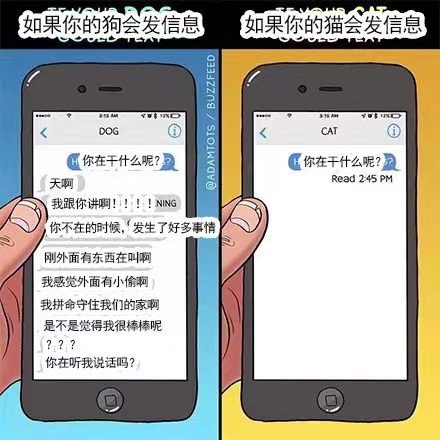 如果你的狗会发信息
3:15 AM
12%
DOG
你在干什么呢?
天啊
我跟你讲啊！！！！
NING
你不在的时候，发生了好多事情
刚外面有东西在叫啊
我感觉外面有小偷啊
我拼命守住我们的家啊
是不是觉得我很棒棒呢
？？？
你在听我说话吗?
@ADAMTOTS / BUZZFEED
如果你的猫会发信息
3:15 AM
12%
CAT
你在干什么呢?
Read 2:45 PM